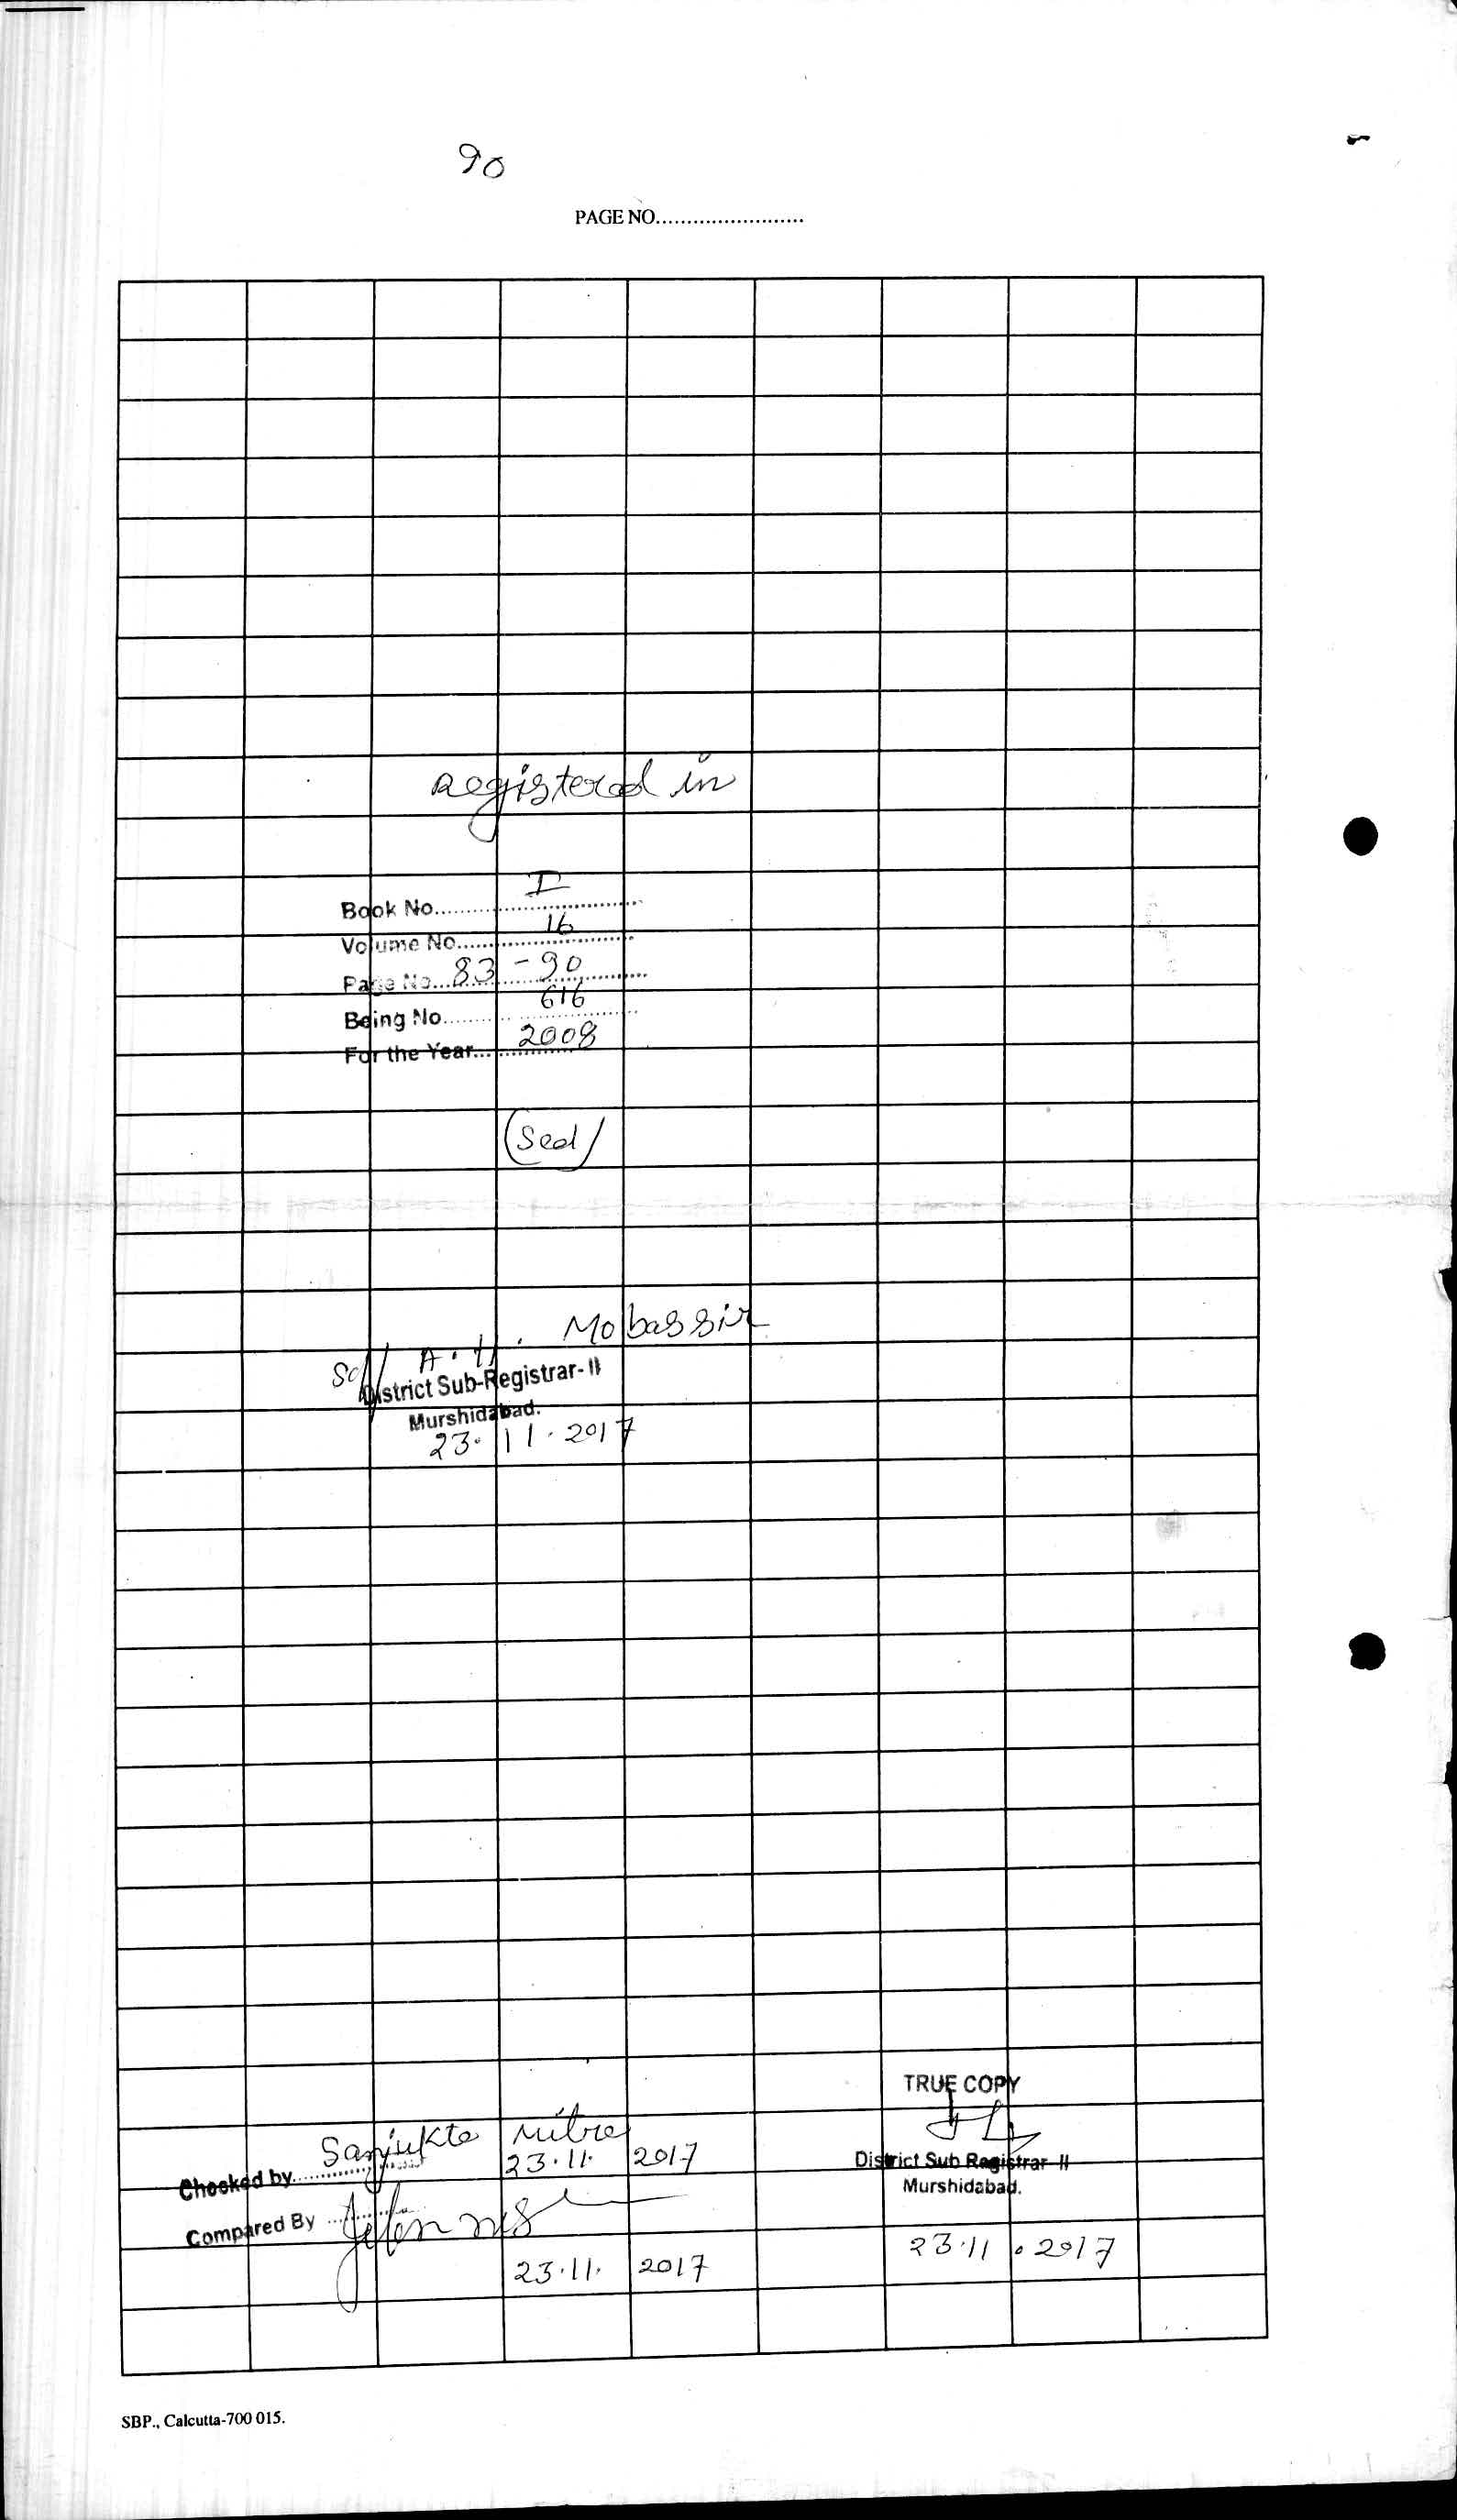 90
PAGE NO........................
Registered in
Book No............ I
Volume No............ 16
Page No. 83 - 90
Being No............ 616
For the Year............ 2008
(Seal)
Sd/ A. H. Mobassir
District Sub-Registrar-II
Murshidabad.
23.11.2017
TRUE COPY
Checked by............ Sanjukta Mitra
23.11.2017
District Sub Registrar-II
Murshidabad.
Compared By ............
23.11.2017
23.11.2017
SBP., Calcutta-700 015.